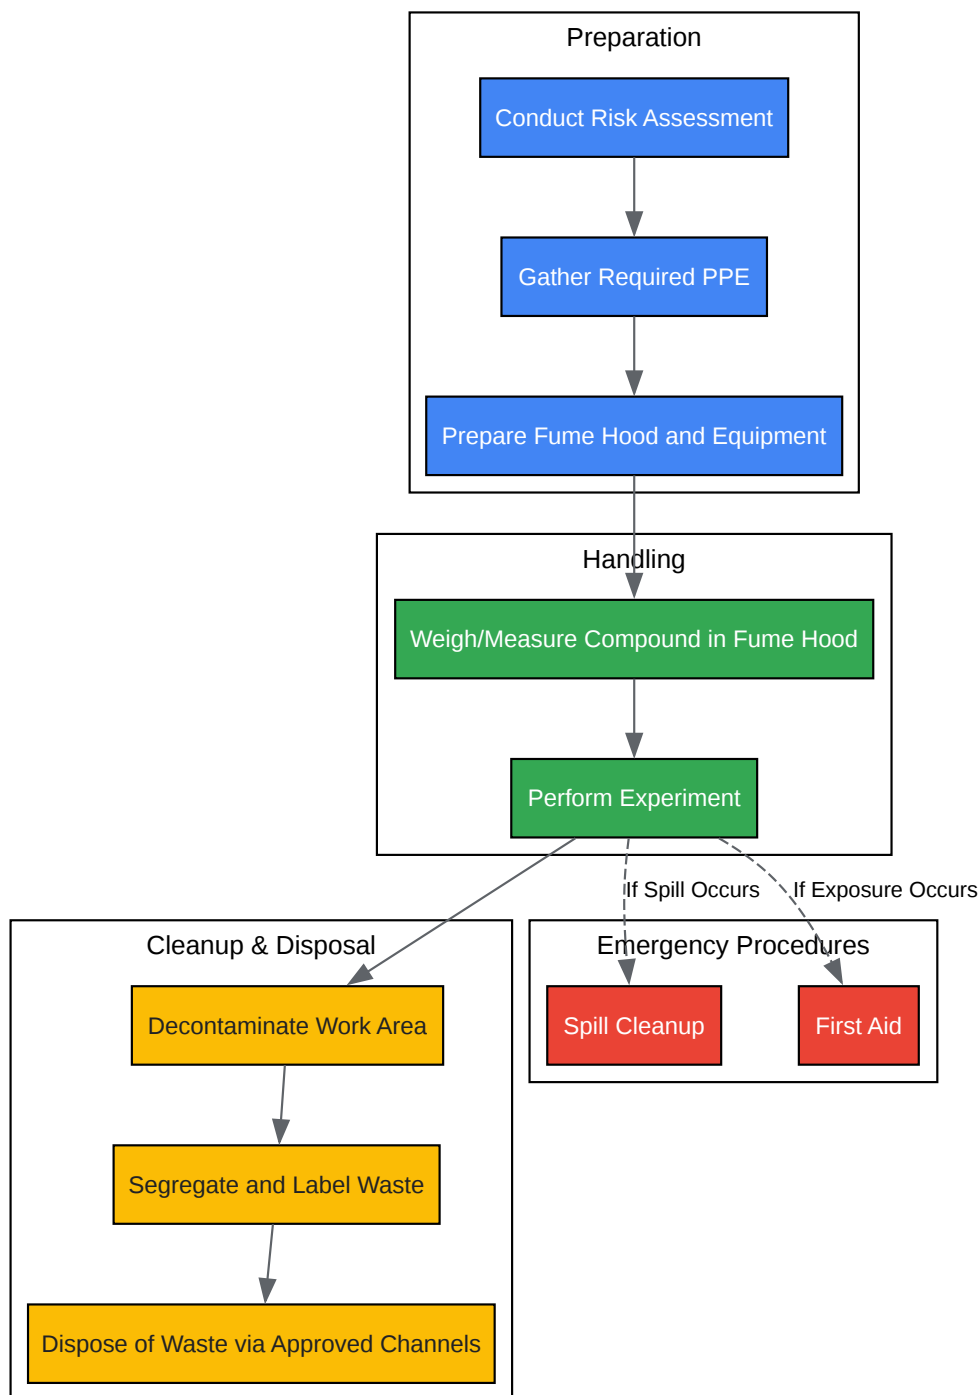 Preparation
Conduct Risk Assessment
Gather Required PPE
Prepare Fume Hood and Equipment
Handling
Weigh/Measure Compound in Fume Hood
Perform Experiment
If Spill Occurs
If Exposure Occurs
Cleanup & Disposal
Decontaminate Work Area
Segregate and Label Waste
Dispose of Waste via Approved Channels
Emergency Procedures
Spill Cleanup
First Aid